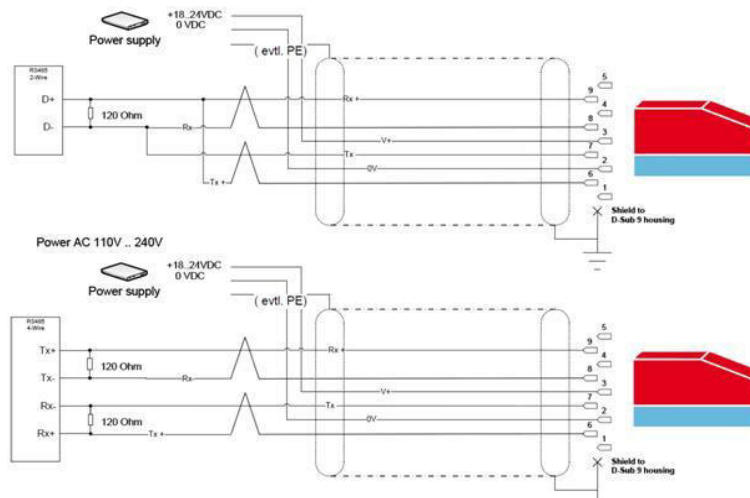 +18..24VDC
0 VDC
Power supply
( evtl. PE)
RS485
2-Wire
D+
120 Ohm
D-
Rx +
Rx
V+
Tx
0V
Tx +
5
9
4
8
3
7
2
6
1
Shield to
D-Sub 9 housing
Power AC 110V .. 240V
+18..24VDC
0 VDC
Power supply
( evtl. PE)
RS485
4-Wire
Tx+
120 Ohm
Tx-
Rx-
120 Ohm
Rx+
Rx +
Rx
V+
Tx
0V
Tx +
5
9
4
8
3
7
2
6
1
Shield to
D-Sub 9 housing